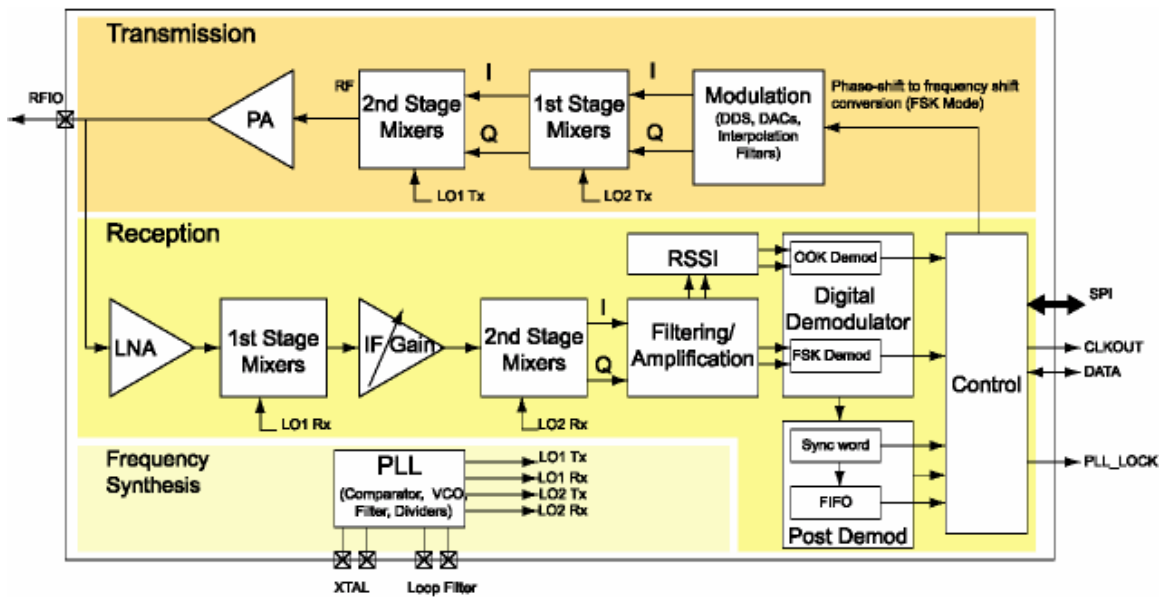 Transmission
RFIO
PA
RF
2nd Stage
Mixers
LO1 Tx
I
Q
1st Stage
Mixers
LO2 Tx
I
Q
Modulation
(DDS, DACs,
Interpolation
Filters)
Phase-shift to frequency shift
conversion (FSK Mode)
Reception
LNA
1st Stage
Mixers
LO1 Rx
IF Gain
2nd Stage
Mixers
LO2 Rx
I
Q
RSSI
Filtering/
Amplification
OOK Demod
Digital
Demodulator
FSK Demod
Sync word
FIFO
Post Demod
Control
SPI
CLKOUT
DATA
PLL_LOCK
Frequency
Synthesis
PLL
(Comparator, VCO,
Filter, Dividers)
LO1 Tx
LO1 Rx
LO2 Tx
LO2 Rx
XTAL
Loop Filter